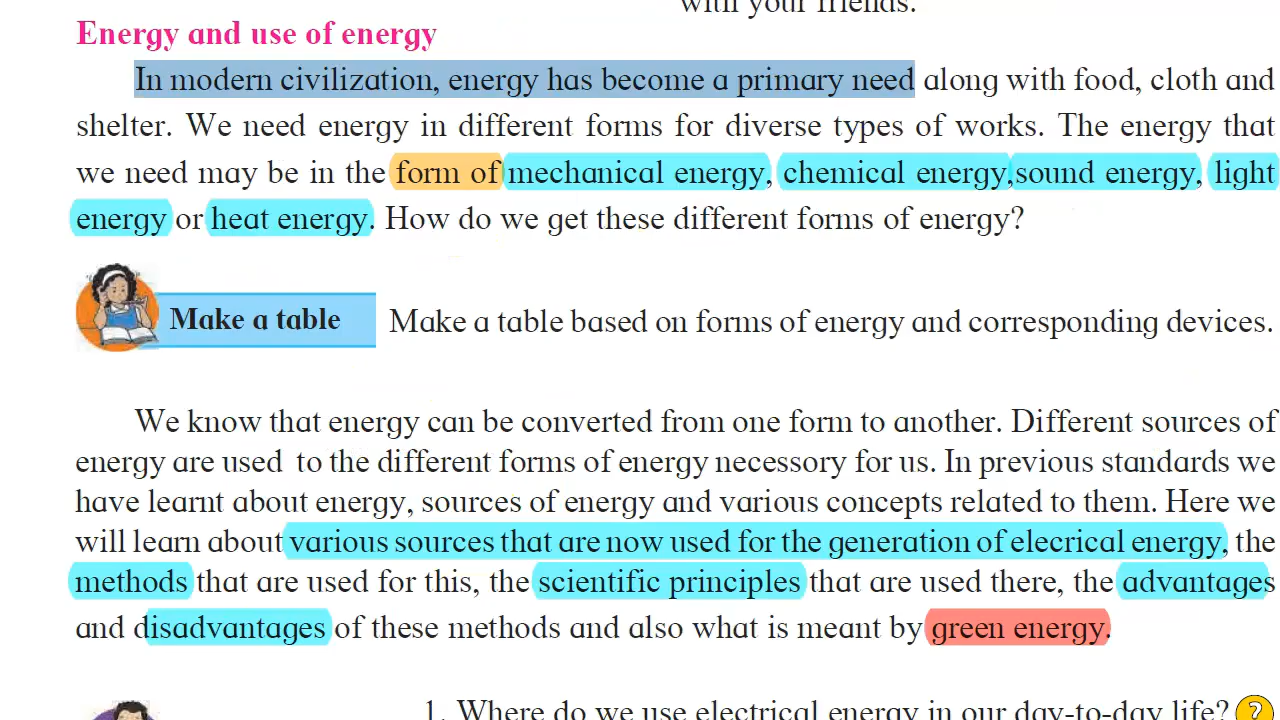 with your friends.
Energy and use of energy
In modern civilization, energy has become a primary need along with food, cloth and
shelter. We need energy in different forms for diverse types of works. The energy that
we need may be in the form of mechanical energy, chemical energy,sound energy, light
energy or heat energy. How do we get these different forms of energy?
Make a table
Make a table based on forms of energy and corresponding devices.
We know that energy can be converted from one form to another. Different sources of
energy are used to the different forms of energy necessory for us. In previous standards we
have learnt about energy, sources of energy and various concepts related to them. Here we
will learn about various sources that are now used for the generation of elecrical energy, the
methods that are used for this, the scientific principles that are used there, the advantages
and disadvantages of these methods and also what is meant by green energy.
1. Where do we use electrical energy in our day-to-day life? ?